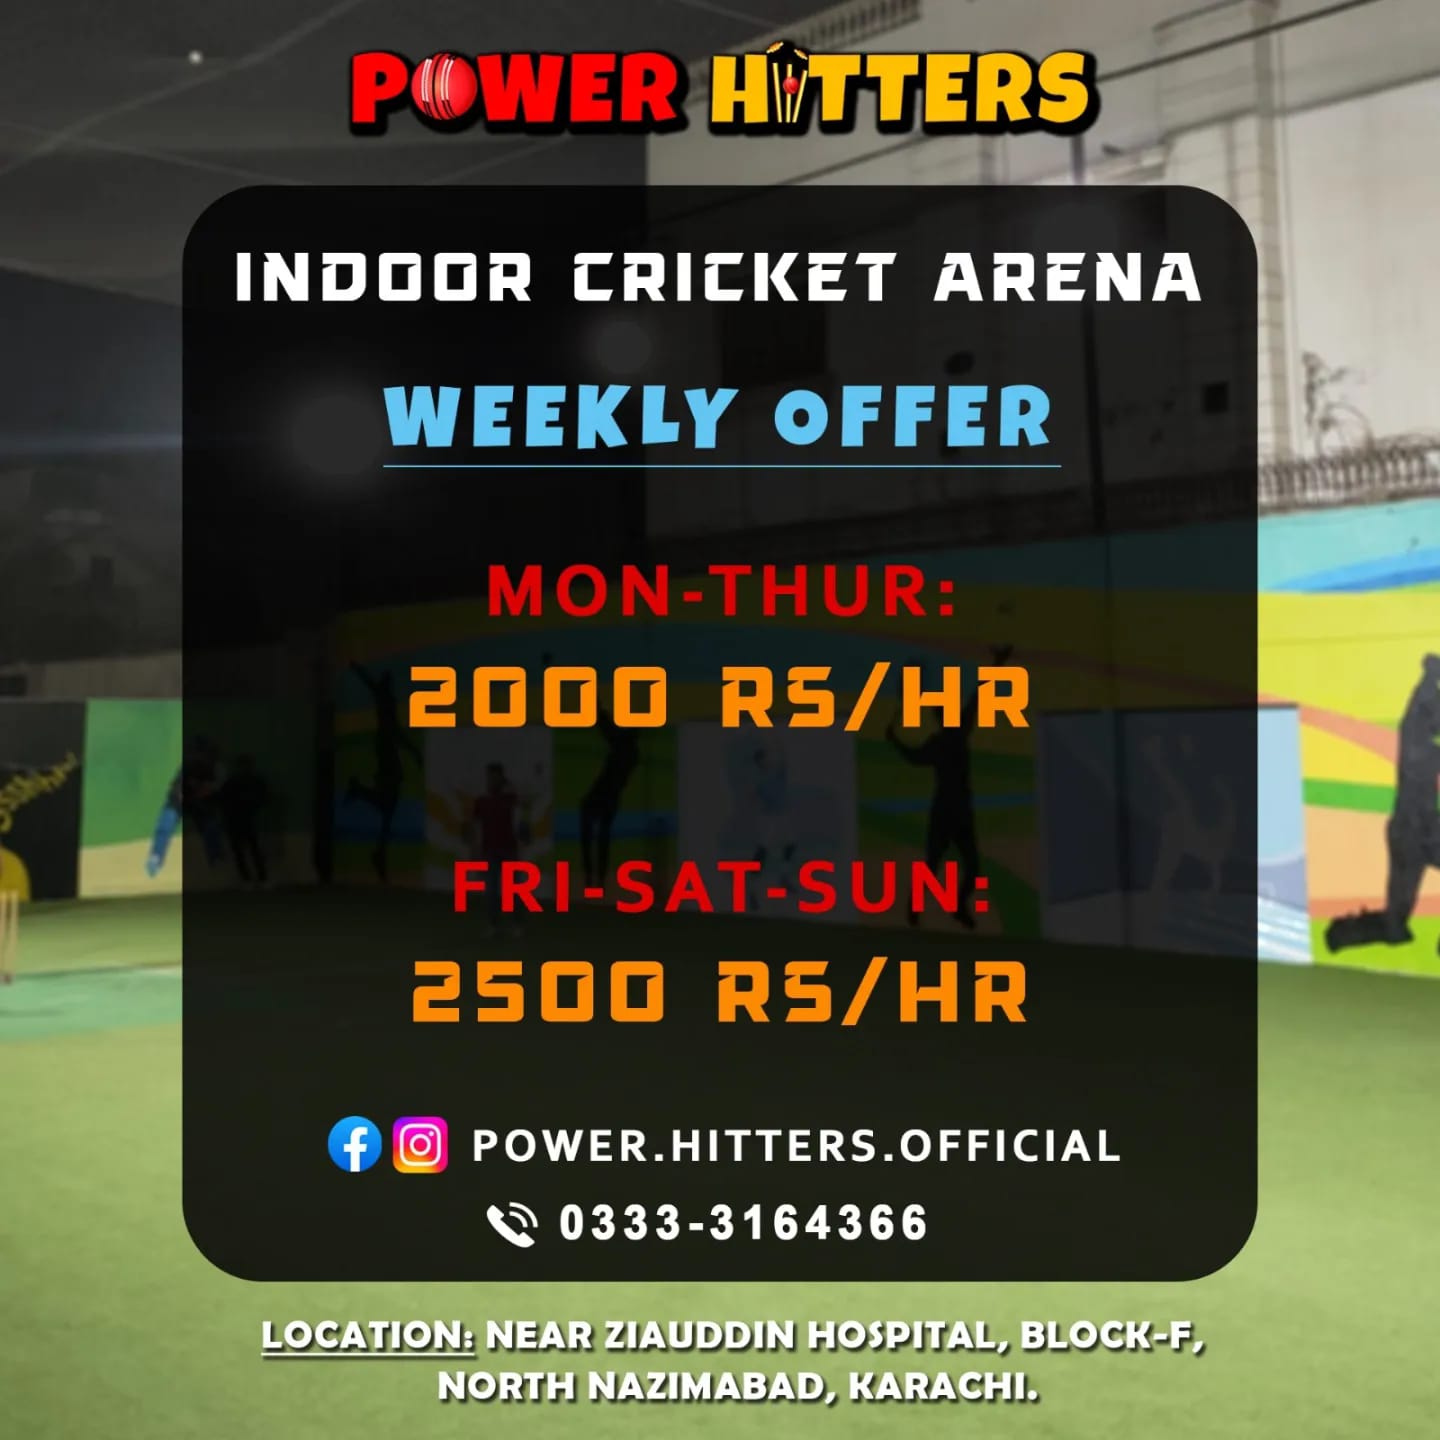 POWER HITTERS
INDOOR CRICKET ARENA
WEEKLY OFFER
MON-THUR:
2000 RS/HR
FRI-SAT-SUN:
2500 RS/HR
POWER.HITTERS.OFFICIAL
0333-3164366
LOCATION: NEAR ZIAUDDIN HOSPITAL, BLOCK-F,
NORTH NAZIMABAD, KARACHI.